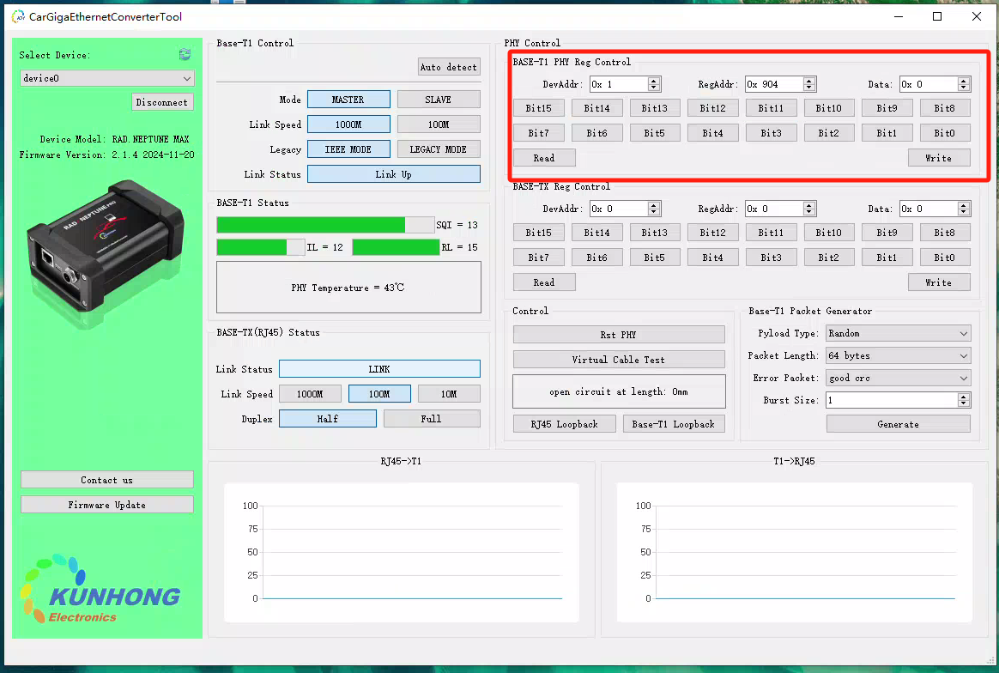 CarGigaEthernetConverterTool
Select Device:
device0
Disconnect
Device Model: RAD.NEPTUNE MAX
Firmware Version: 2.1.4 2024-11-20
RAD.NEPTUNE PRO
Contact us
Firmware Update
KUNHONG
Electronics
Base-T1 Control
Auto detect
Mode MASTER SLAVE
Link Speed 1000M 100M
Legacy IEEE MODE LEGACY MODE
Link Status Link Up
BASE-T1 Status
SQI = 13
IL = 12 RL = 15
PHY Temperature = 43℃
BASE-TX(RJ45) Status
Link Status LINK
Link Speed 1000M 100M 10M
Duplex Half Full
PHY Control
BASE-T1 PHY Reg Control
DevAddr: 0x 1 RegAddr: 0x 904 Data: 0x 0
Bit15 Bit14 Bit13 Bit12 Bit11 Bit10 Bit9 Bit8
Bit7 Bit6 Bit5 Bit4 Bit3 Bit2 Bit1 Bit0
Read Write
BASE-TX Reg Control
DevAddr: 0x 0 RegAddr: 0x 0 Data: 0x 0
Bit15 Bit14 Bit13 Bit12 Bit11 Bit10 Bit9 Bit8
Bit7 Bit6 Bit5 Bit4 Bit3 Bit2 Bit1 Bit0
Read Write
Control
Rst PHY
Virtual Cable Test
open circuit at length: 0mm
RJ45 Loopback Base-T1 Loopback
Base-T1 Packet Generator
Pyload Type: Random
Packet Length: 64 bytes
Error Packet: good crc
Burst Size: 1
Generate
RJ45->T1
100
75
50
25
0
T1->RJ45
100
75
50
25
0